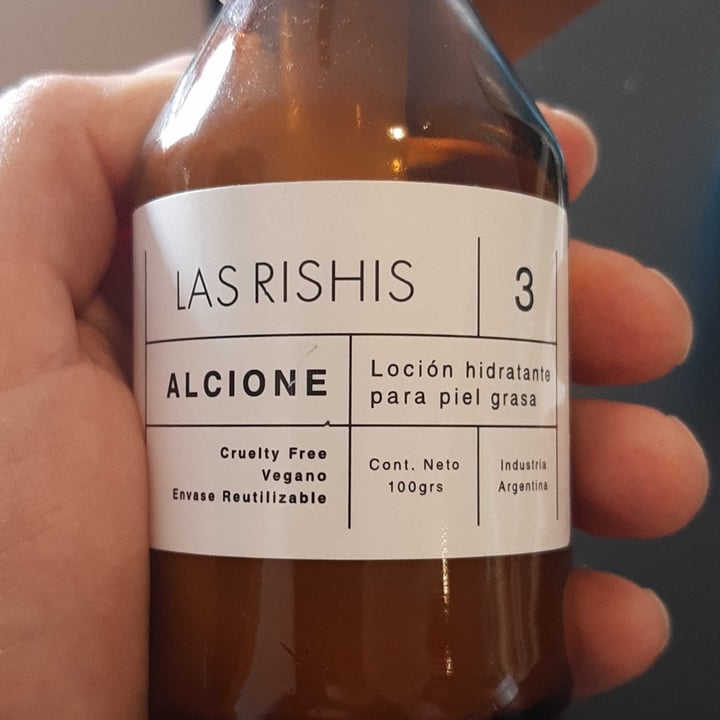 LAS RISHIS
3
ALCIONE
Loción hidratante
para piel grasa
Cruelty Free
Vegano
Envase Reutilizable
Cont. Neto
100grs
Industria
Argentina